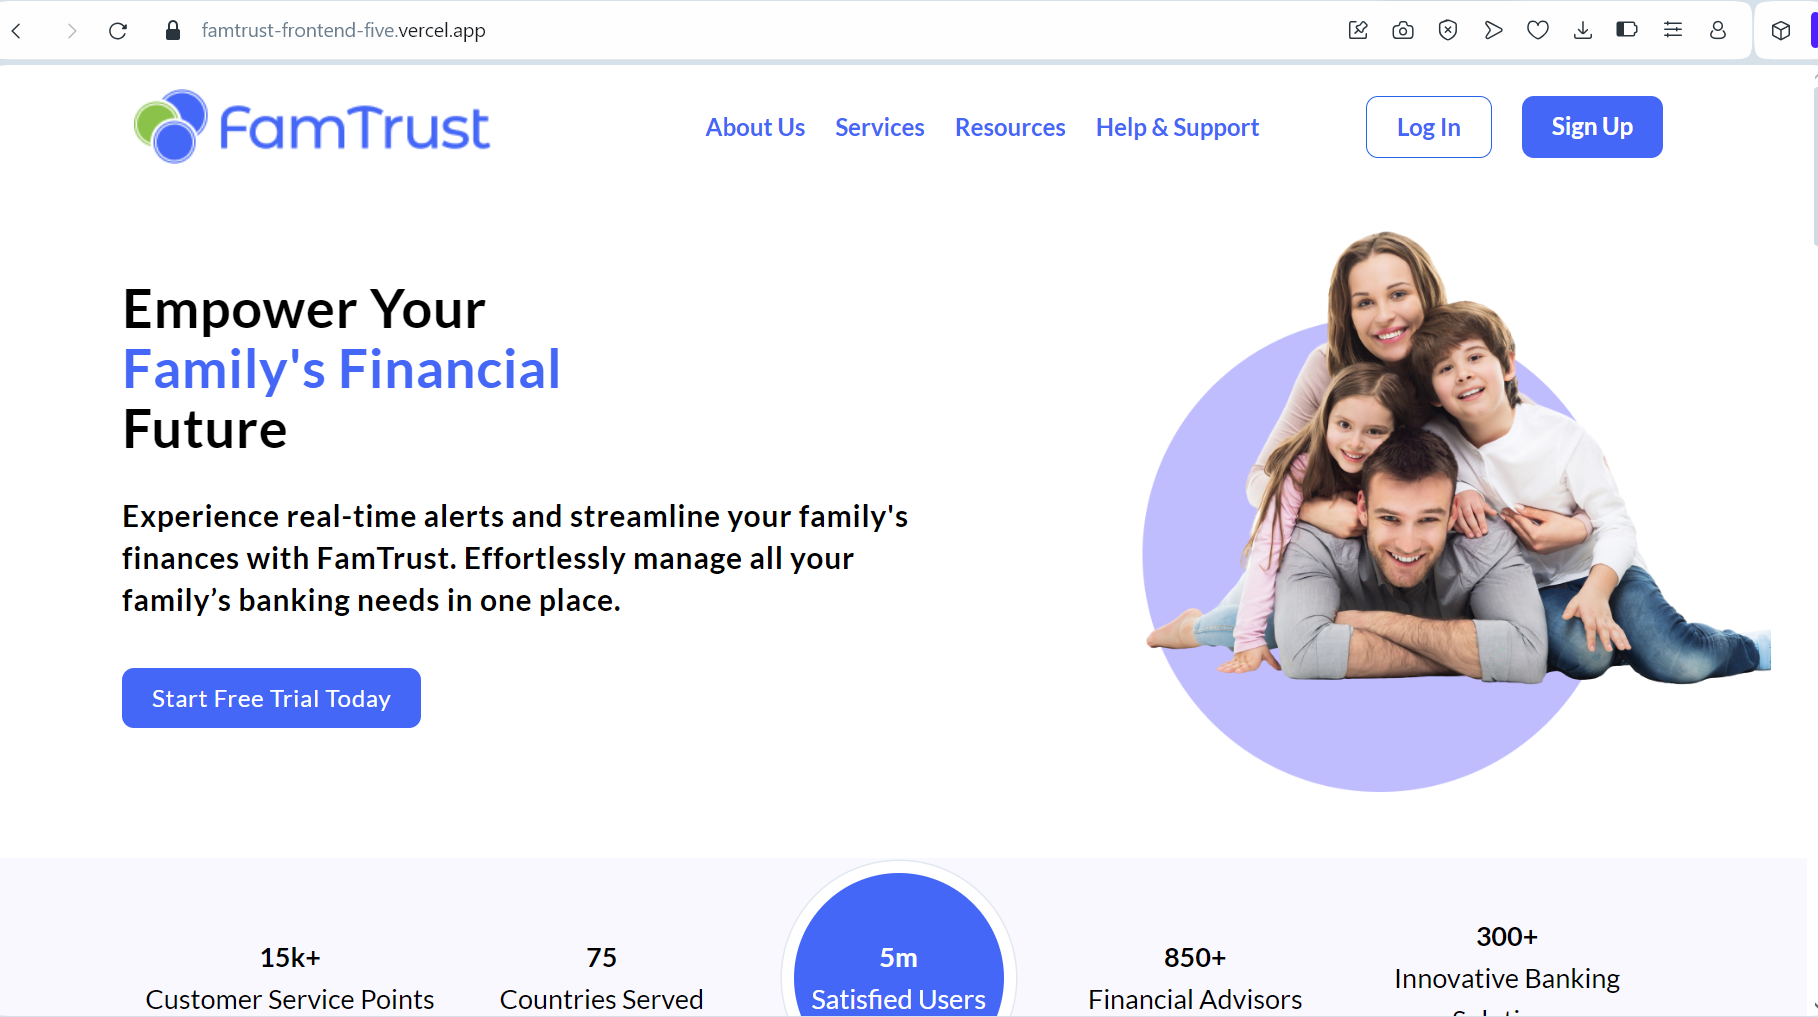 famtrust-frontend-five.vercel.app
FamTrust
About Us
Services
Resources
Help & Support
Log In
Sign Up
Empower Your
Family's Financial
Future
Experience real-time alerts and streamline your family's
finances with FamTrust. Effortlessly manage all your
family’s banking needs in one place.
Start Free Trial Today
15k+
Customer Service Points
75
Countries Served
5m
Satisfied Users
850+
Financial Advisors
300+
Innovative Banking